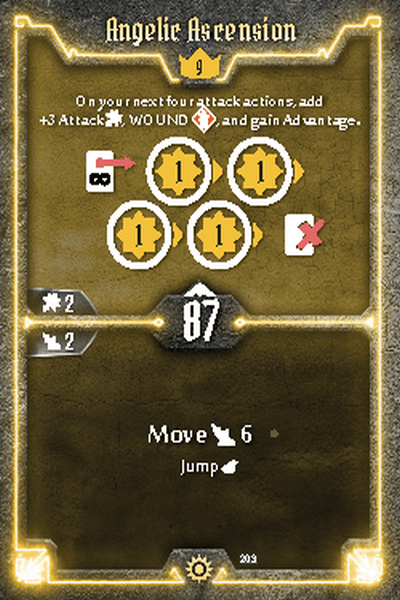 Angelic Ascension
9
On your next four attack actions, add
+3 Attack, WOUND, and gain Advantage.
1 1
1 1
2
87
2
Move 6
Jump
203